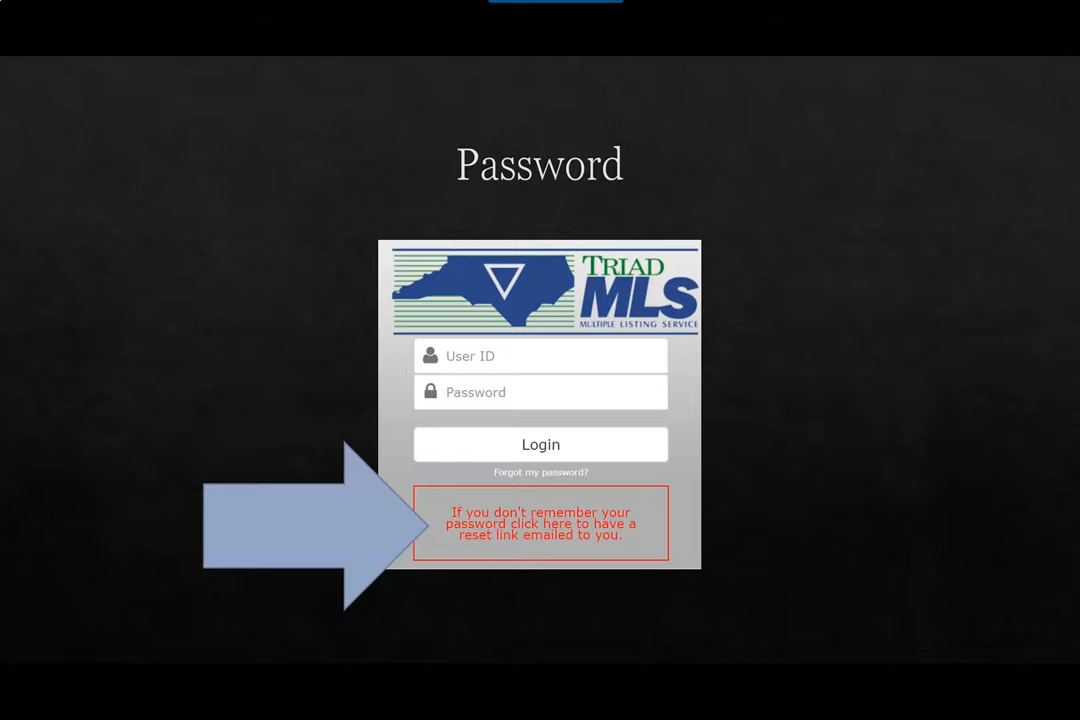 Password
TRIAD
MLS
MULTIPLE LISTING SERVICE
User ID
Password
Login
Forgot my password?
If you don't remember your
password click here to have a
reset link emailed to you.